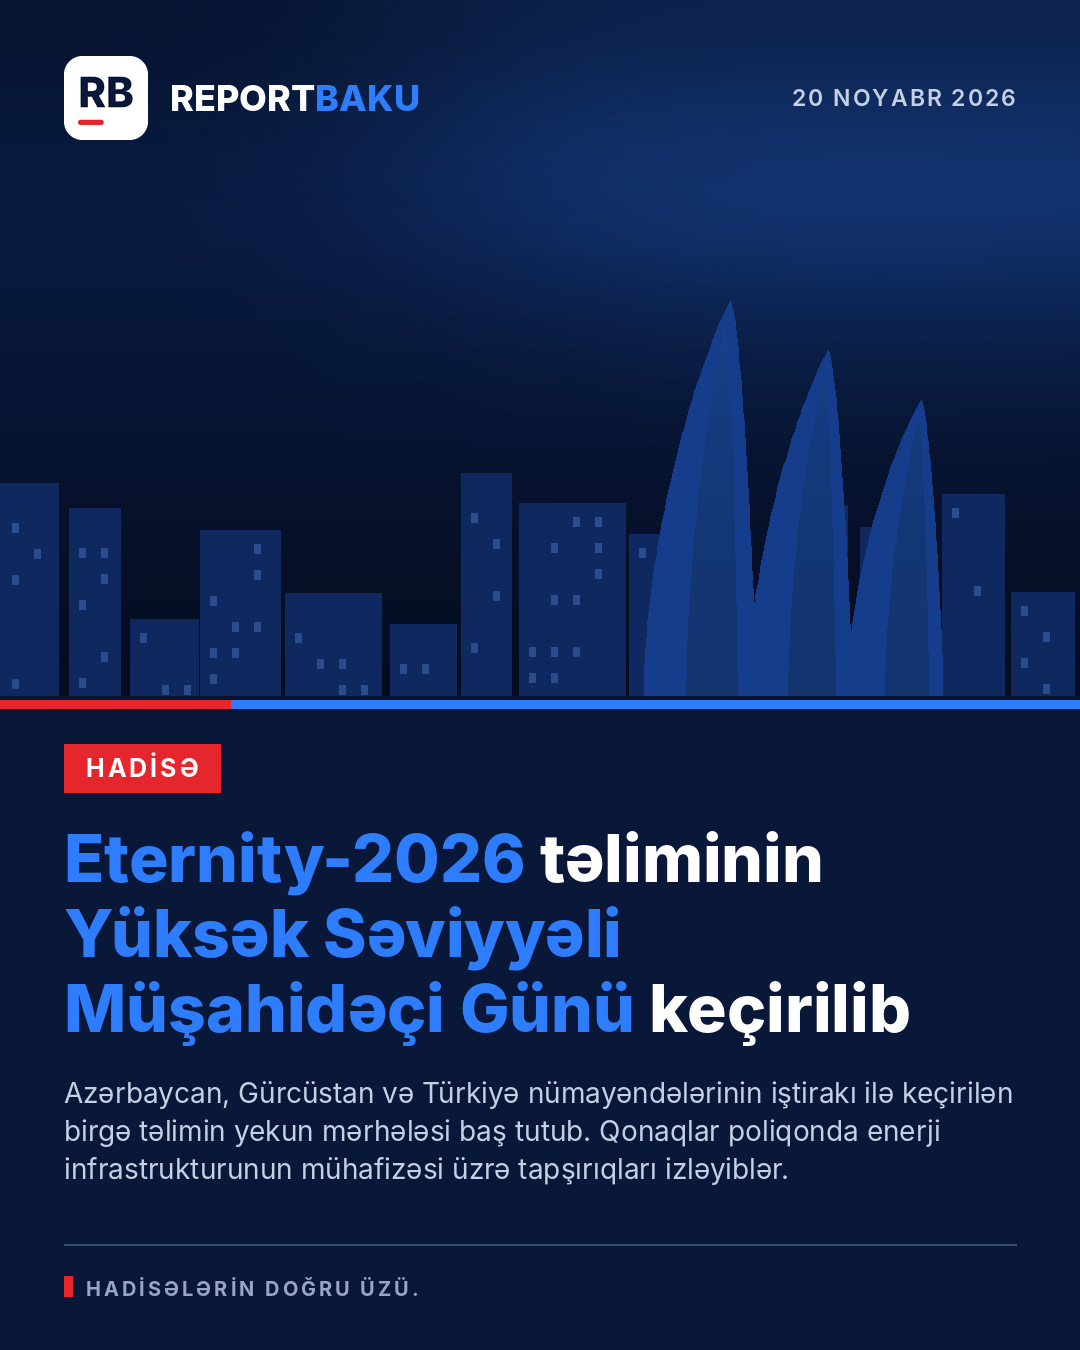 RB
REPORTBAKU
20 NOYABR 2026
HADİSƏ
Eternity-2026 təliminin
Yüksək Səviyyəli
Müşahidəçi Günü keçirilib
Azərbaycan, Gürcüstan və Türkiyə nümayəndələrinin iştirakı ilə keçirilən
birgə təlimin yekun mərhələsi baş tutub. Qonaqlar poliqonda enerji
infrastrukturunun mühafizəsi üzrə tapşırıqları izləyiblər.
HADİSƏLƏRİN DOĞRU ÜZÜ.